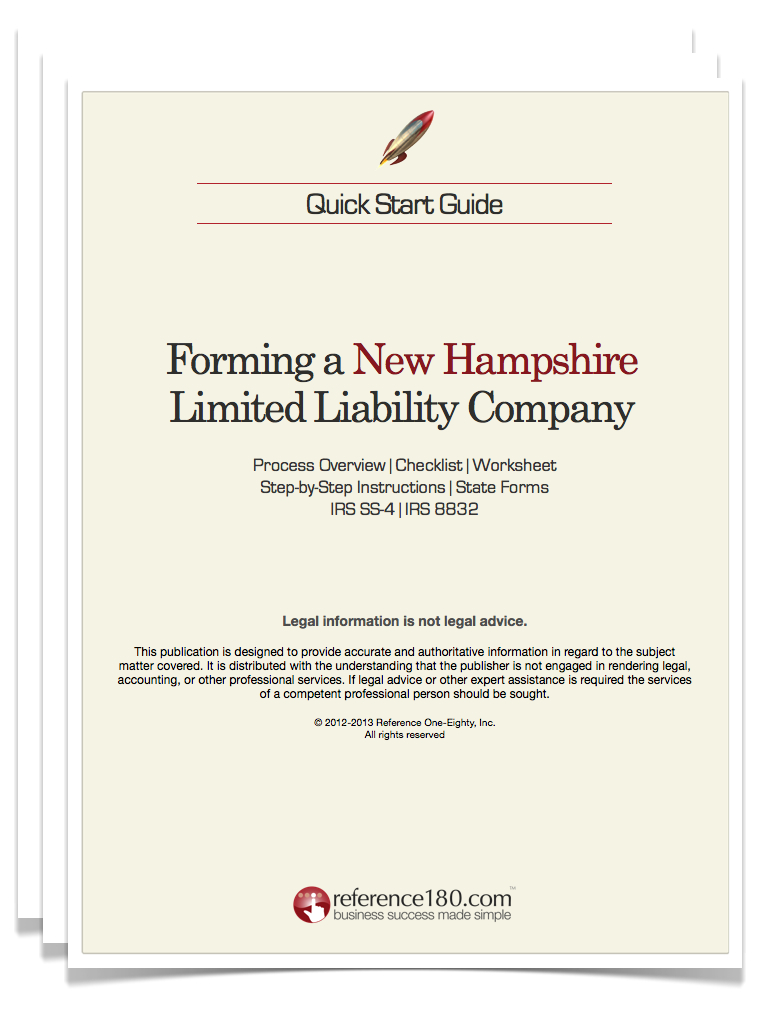 Quick Start Guide
Forming a New Hampshire
Limited Liability Company
Process Overview | Checklist | Worksheet
Step-by-Step Instructions | State Forms
IRS SS-4 | IRS 8832
Legal information is not legal advice.
This publication is designed to provide accurate and authoritative information in regard to the subject
matter covered. It is distributed with the understanding that the publisher is not engaged in rendering legal,
accounting, or other professional services. If legal advice or other expert assistance is required the services
of a competent professional person should be sought.
© 2012-2013 Reference One-Eighty, Inc.
All rights reserved
reference180.com™
business success made simple